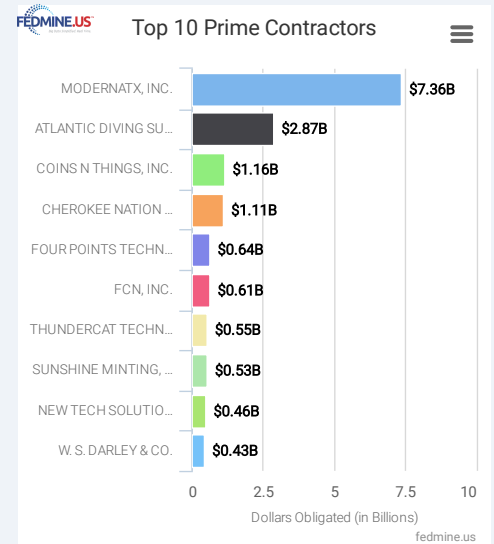 FEDMINE.US
Top 10 Prime Contractors
MODERNATX, INC.
$7.36B
ATLANTIC DIVING SU...
$2.87B
COINS N THINGS, INC.
$1.16B
CHEROKEE NATION ...
$1.11B
FOUR POINTS TECHN...
$0.64B
FCN, INC.
$0.61B
THUNDERCAT TECHN...
$0.55B
SUNSHINE MINTING, ...
$0.53B
NEW TECH SOLUTIO...
$0.46B
W. S. DARLEY & CO.
$0.43B
0 2.5 5 7.5 10
Dollars Obligated (in Billions)
fedmine.us